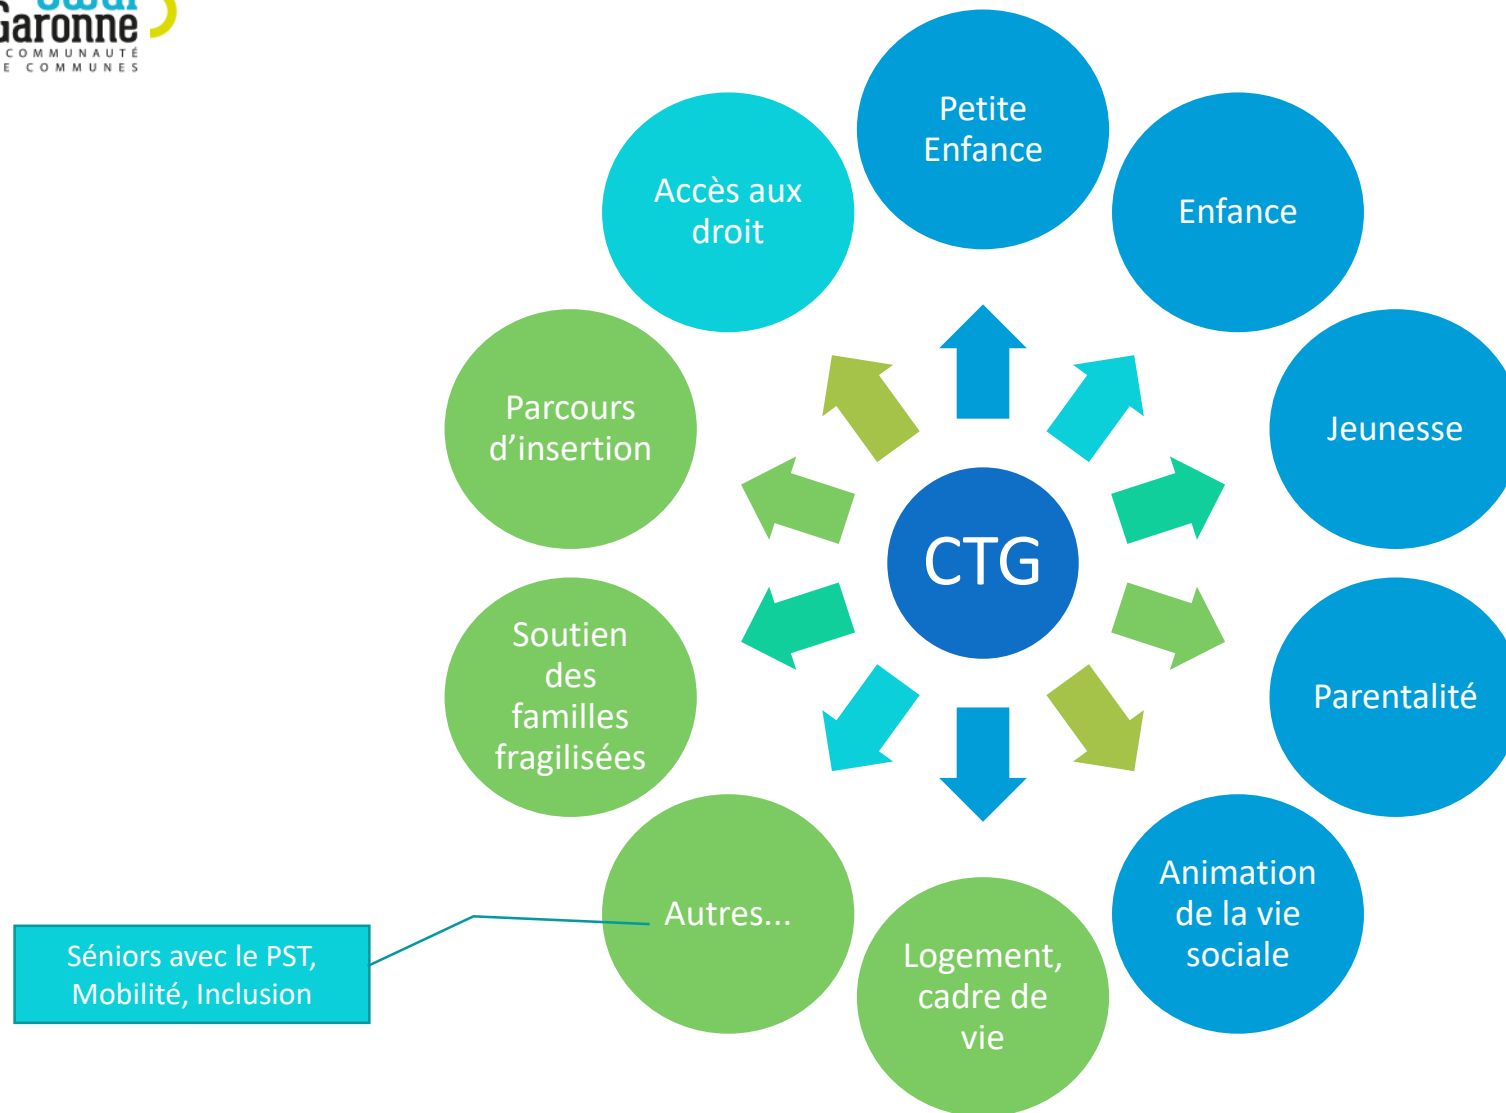 Garonne
COMMUNAUTÉ
E COMMUNES
Petite
Enfance
Enfance
Jeunesse
Parentalité
Animation
de la vie
sociale
Logement,
cadre de
vie
Autres...
Séniors avec le PST,
Mobilité, Inclusion
Soutien
des
familles
fragilisées
Parcours
d’insertion
Accès aux
droit
CTG